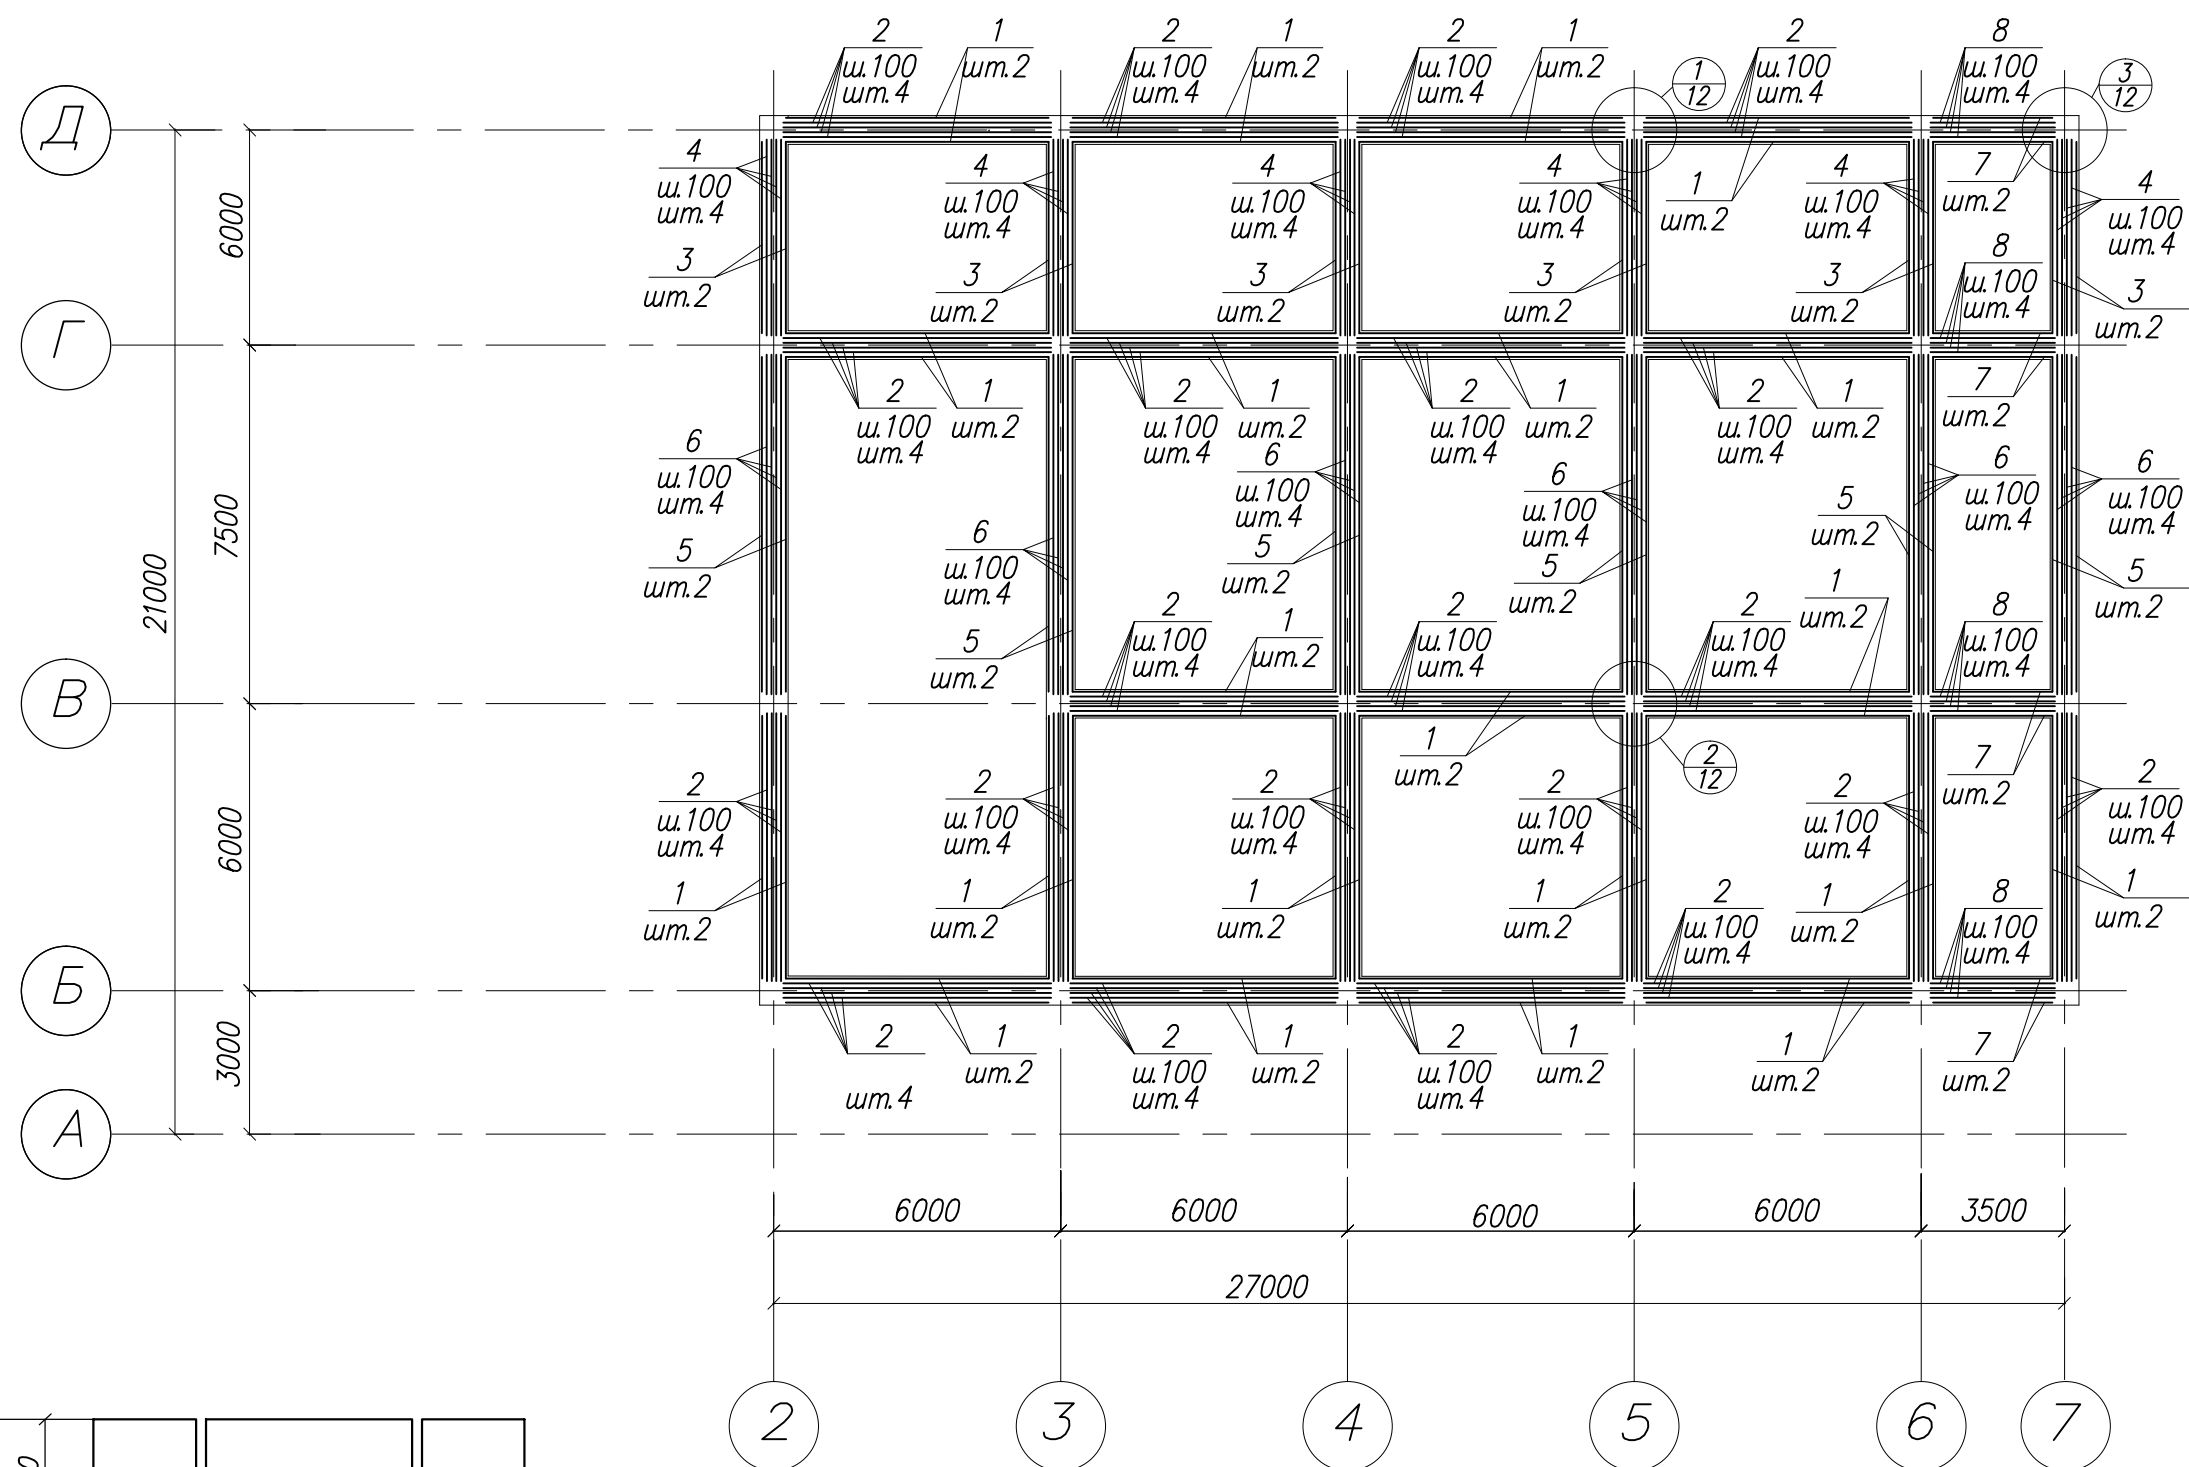 2 1 2 1 2 1 2 8
ш.100 шт.2 ш.100 шт.2 ш.100 шт.2 1 ш.100 ш.100 3
шт.4 шт.4 шт.4 12 шт.4 шт.4 12
Д
4 4 4 4 1 4 7 4
ш.100 ш.100 ш.100 ш.100 шт.2 ш.100 шт.2 ш.100
шт.4 шт.4 шт.4 шт.4 шт.4 шт.4
6000
3 3 3 3 3 8 3
шт.2 шт.2 шт.2 шт.2 шт.2 ш.100 шт.2
шт.4
Г
2 1 2 1 2 1 2 1 7
ш.100 шт.2 ш.100 шт.2 ш.100 шт.2 ш.100 шт.2 шт.2
шт.4 шт.4 шт.4 шт.4
6 6 6 6 6 6
ш.100 ш.100 ш.100 ш.100 ш.100 ш.100
шт.4 шт.4 шт.4 шт.4 шт.4 шт.4
7500
21000
5 5 5 5 5 5
шт.2 шт.2 шт.2 шт.2 шт.2 шт.2
2 1 2 2 1 8
ш.100 шт.2 ш.100 ш.100 шт.2 ш.100
шт.4 шт.4 шт.4 шт.4
В
1 2 7
шт.2 12 шт.2
2 2 2 2 2 2
ш.100 ш.100 ш.100 ш.100 ш.100 ш.100
шт.4 шт.4 шт.4 шт.4 шт.4 шт.4
6000
1 1 1 1 2 1 8 1
шт.2 шт.2 шт.2 шт.2 ш.100 шт.2 ш.100 шт.2
шт.4 шт.4
Б
2 1 2 1 2 1 1 7
шт.2 ш.100 шт.2 ш.100 шт.2 шт.2 шт.2
шт.4 шт.4 шт.4
3000
А
6000 6000 6000 6000 3500
27000
2 3 4 5 6 7